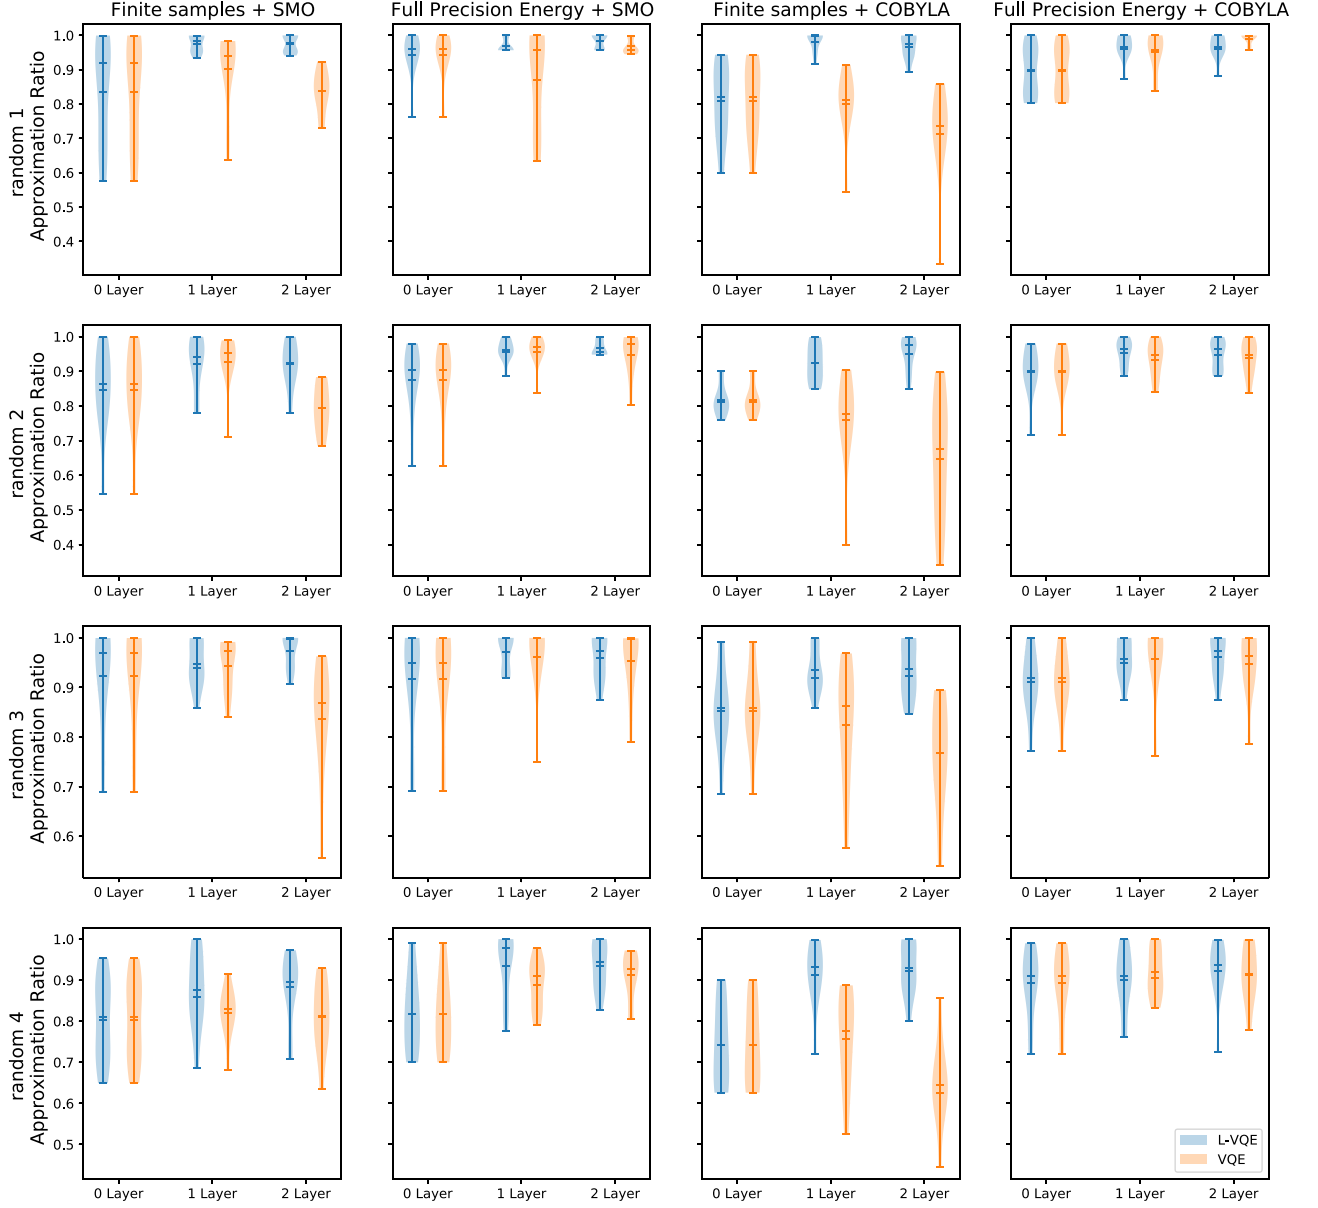 Finite samples + SMO
Full Precision Energy + SMO
Finite samples + COBYLA
Full Precision Energy + COBYLA
random 1
Approximation Ratio
1.0
0.9
0.8
0.7
0.6
0.5
0.4
0 Layer
1 Layer
2 Layer
0 Layer
1 Layer
2 Layer
0 Layer
1 Layer
2 Layer
0 Layer
1 Layer
2 Layer
random 2
Approximation Ratio
1.0
0.9
0.8
0.7
0.6
0.5
0.4
0 Layer
1 Layer
2 Layer
0 Layer
1 Layer
2 Layer
0 Layer
1 Layer
2 Layer
0 Layer
1 Layer
2 Layer
random 3
Approximation Ratio
1.0
0.9
0.8
0.7
0.6
0 Layer
1 Layer
2 Layer
0 Layer
1 Layer
2 Layer
0 Layer
1 Layer
2 Layer
0 Layer
1 Layer
2 Layer
random 4
Approximation Ratio
1.0
0.9
0.8
0.7
0.6
0.5
L-VQE
VQE
0 Layer
1 Layer
2 Layer
0 Layer
1 Layer
2 Layer
0 Layer
1 Layer
2 Layer
0 Layer
1 Layer
2 Layer